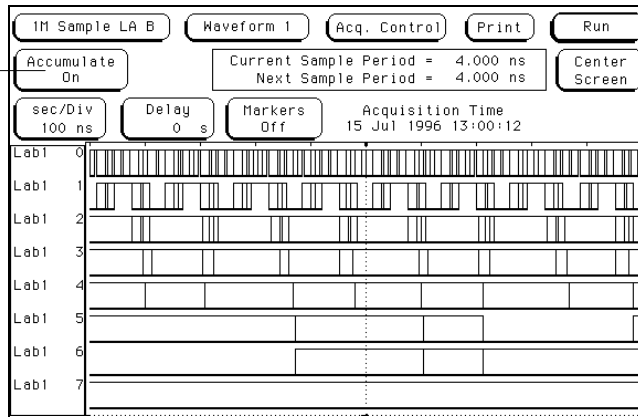 1M Sample LA B Waveform 1 Acq. Control Print Run
Accumulate
On
Current Sample Period = 4.000 ns
Next Sample Period = 4.000 ns
Center
Screen
sec/Div
100 ns
Delay
0 s
Markers
Off
Acquisition Time
15 Jul 1996 13:00:12
Lab1 0
Lab1 1
Lab1 2
Lab1 3
Lab1 4
Lab1 5
Lab1 6
Lab1 7